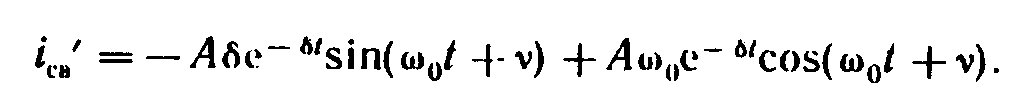 i_св′ = − Aδe^{− δt} sin(ω₀t + ν) + Aω₀e^{− δt} cos(ω₀t + ν).